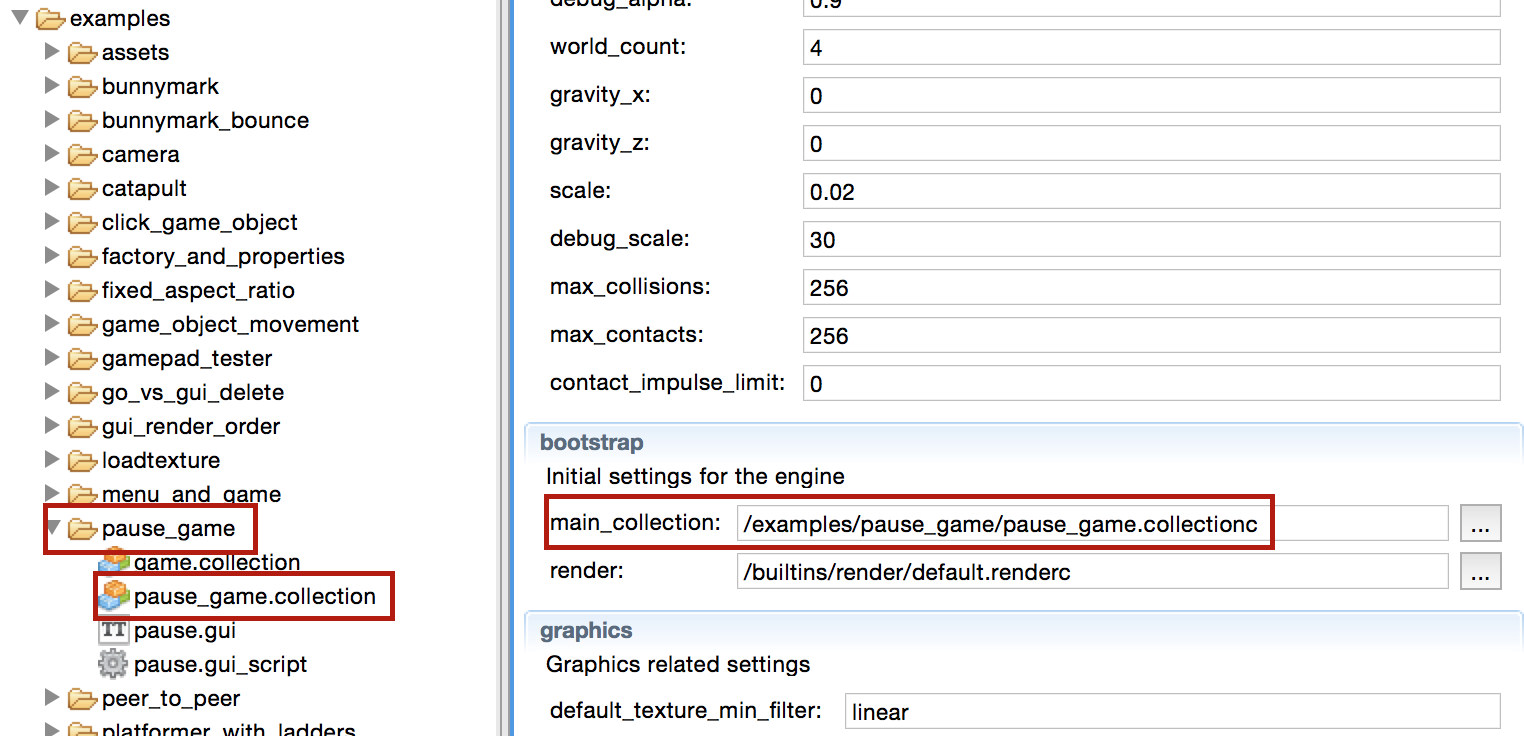 examples
assets
bunnymark
bunnymark_bounce
camera
catapult
click_game_object
factory_and_properties
fixed_aspect_ratio
game_object_movement
gamepad_tester
go_vs_gui_delete
gui_render_order
loadtexture
menu_and_game
pause_game
game.collection
pause_game.collection
TT pause.gui
pause.gui_script
peer_to_peer
platformer_with_ladders
debug_alpha: 0.9
world_count: 4
gravity_x: 0
gravity_z: 0
scale: 0.02
debug_scale: 30
max_collisions: 256
max_contacts: 256
contact_impulse_limit: 0
bootstrap
Initial settings for the engine
main_collection: /examples/pause_game/pause_game.collectionc ...
render: /builtins/render/default.renderc ...
graphics
Graphics related settings
default_texture_min_filter: linear